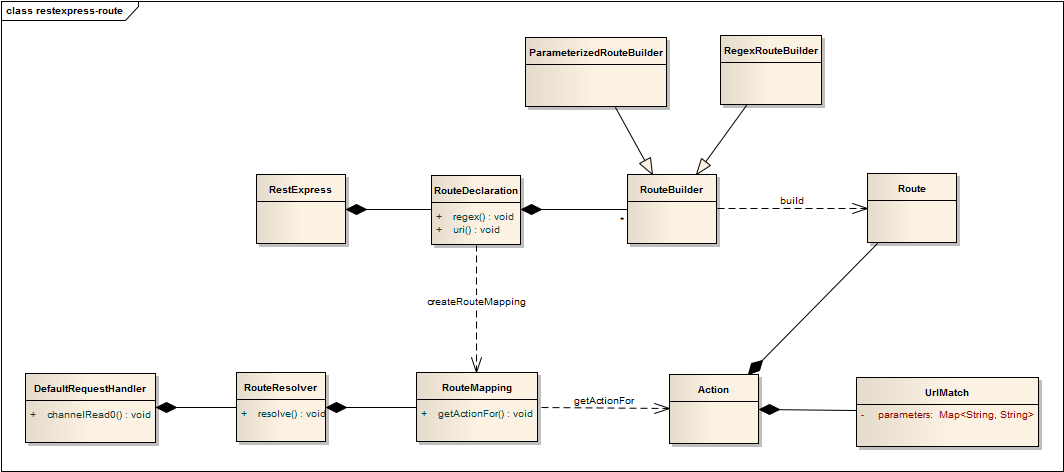 class restexpress-route
ParameterizedRouteBuilder
RegexRouteBuilder
RestExpress
RouteDeclaration
+ regex() : void
+ uri() : void
RouteBuilder
*
build
Route
createRouteMapping
DefaultRequestHandler
+ channelRead0() : void
RouteResolver
+ resolve() : void
RouteMapping
+ getActionFor() : void
getActionFor
Action
UrlMatch
- parameters: Map<String, String>